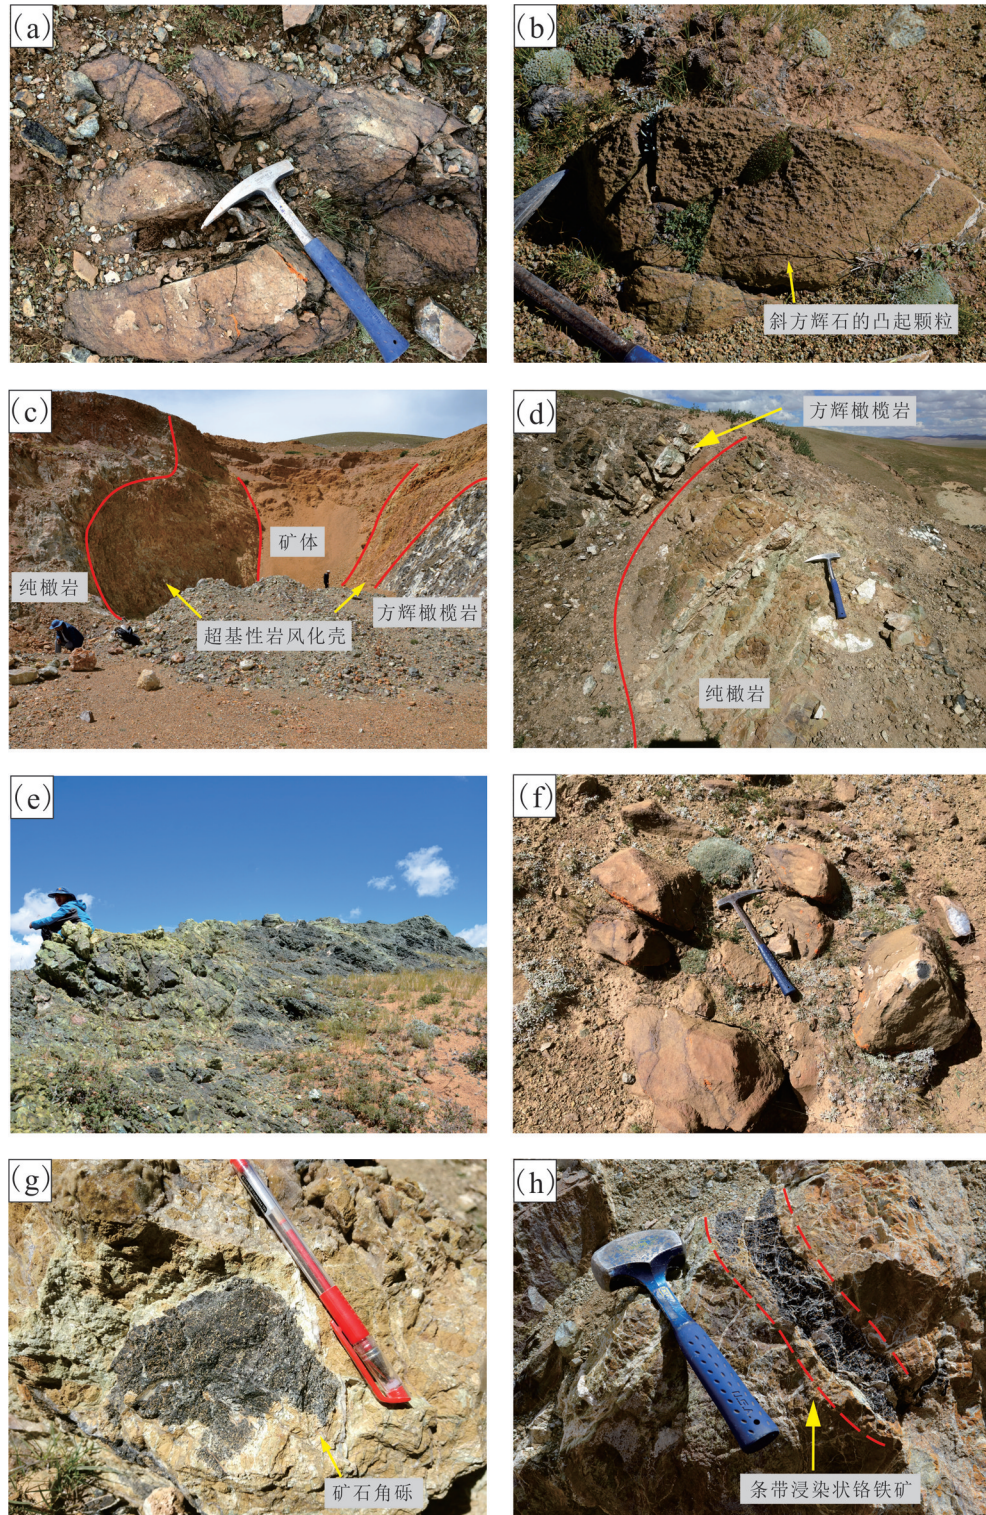 (a)
(b)
斜方辉石的凸起颗粒
(c)
纯橄岩
矿体
超基性岩风化壳
方辉橄榄岩
(d)
方辉橄榄岩
纯橄岩
(e)
(f)
(g)
矿石角砾
(h)
条带浸染状铬铁矿